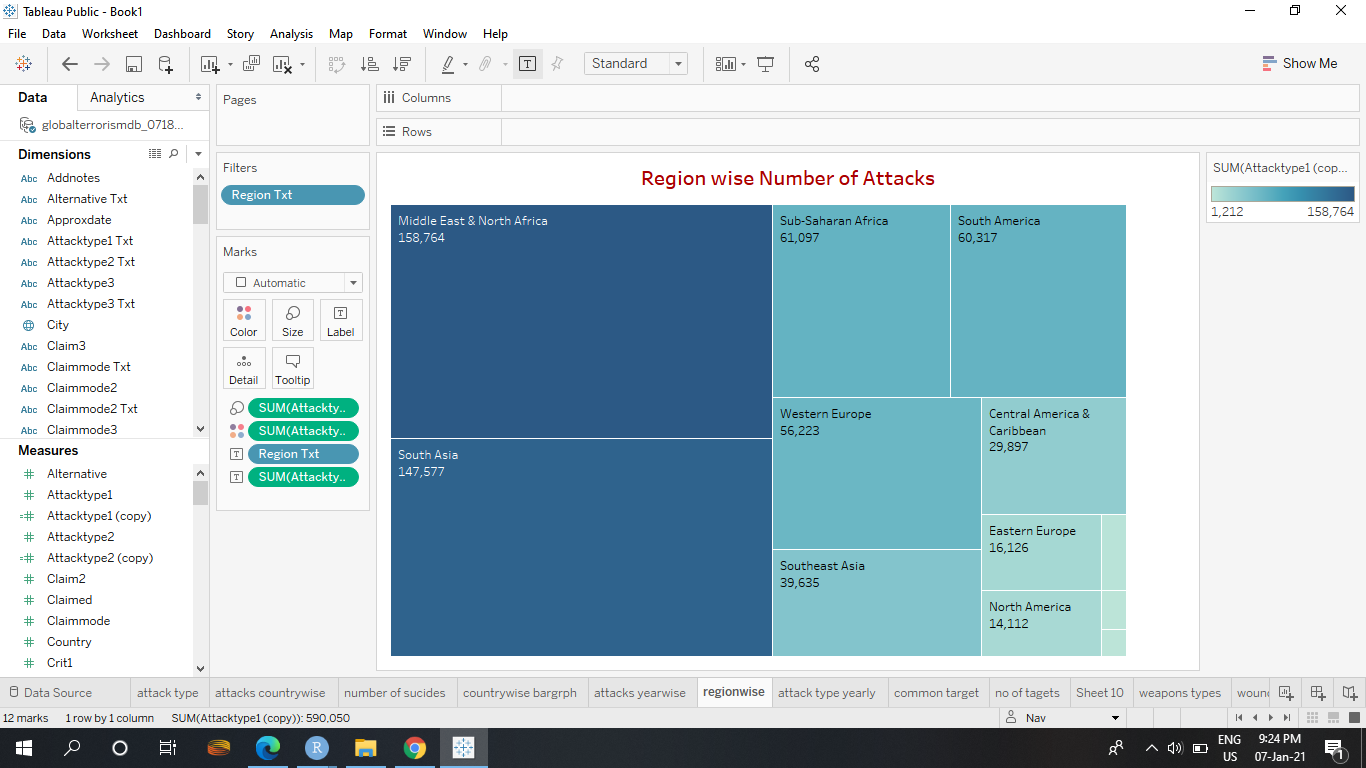 Tableau Public - Book1
File Data Worksheet Dashboard Story Analysis Map Format Window Help
Standard
Show Me
Data Analytics
globalterrorismdb_0718...
Dimensions
Abc Addnotes
Abc Alternative Txt
Abc Approxdate
Abc Attacktype1 Txt
Abc Attacktype2 Txt
Abc Attacktype3
Abc Attacktype3 Txt
City
Abc Claim3
Abc Claimmode Txt
Abc Claimmode2
Abc Claimmode2 Txt
Abc Claimmode3
Measures
# Alternative
# Attacktype1
=# Attacktype1 (copy)
# Attacktype2
=# Attacktype2 (copy)
# Claim2
# Claimed
# Claimmode
# Country
# Crit1
Pages
Filters
Region Txt
Marks
Automatic
Color Size Label
Detail Tooltip
SUM(Attackty..
SUM(Attackty..
Region Txt
SUM(Attackty..
Columns
Rows
Region wise Number of Attacks
Middle East & North Africa
158,764
South Asia
147,577
Sub-Saharan Africa
61,097
South America
60,317
Western Europe
56,223
Southeast Asia
39,635
Central America &
Caribbean
29,897
Eastern Europe
16,126
North America
14,112
SUM(Attacktype1 (cop...
1,212 158,764
Data Source attack type attacks countrywise number of sucides countrywise bargrph attacks yearwise regionwise attack type yearly common target no of tagets Sheet 10 weapons types wound
12 marks 1 row by 1 column SUM(Attacktype1 (copy)): 590,050
Nav
ENG
US
9:24 PM
07-Jan-21
1